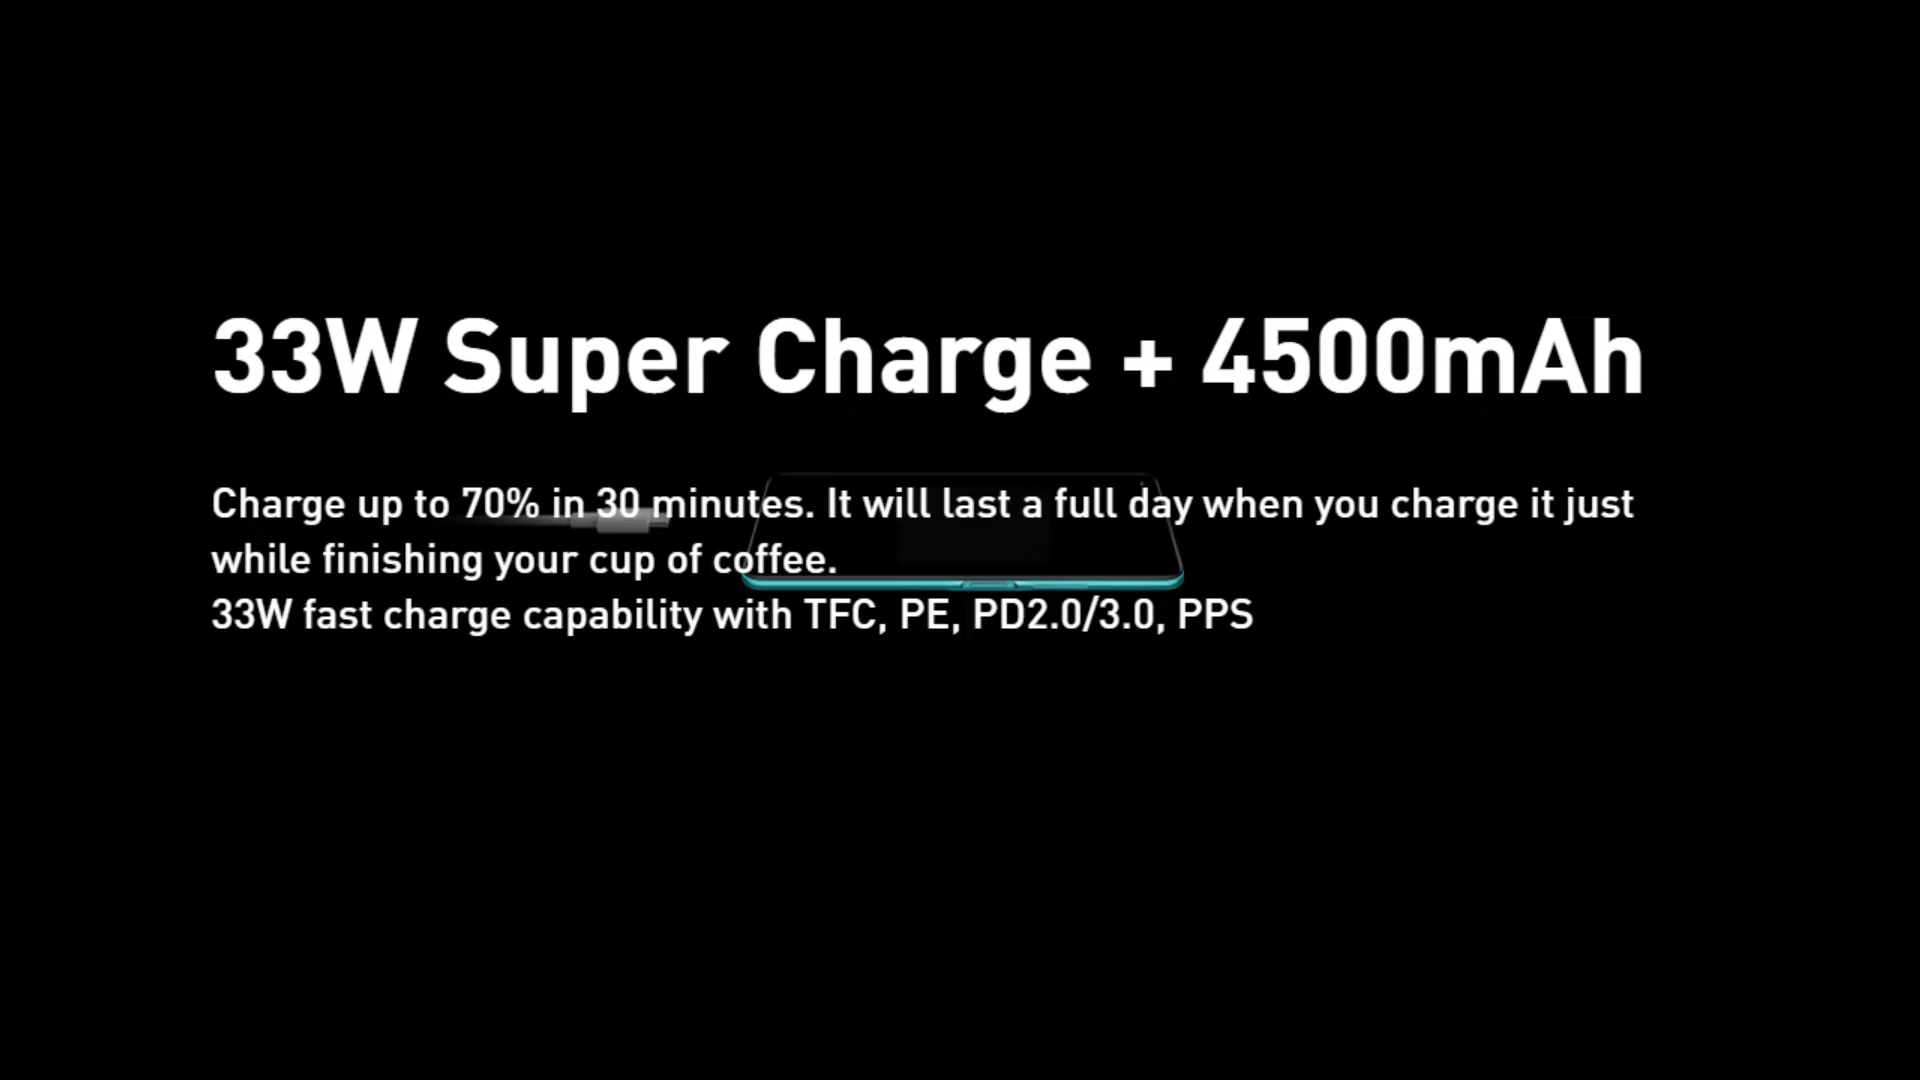 33W Super Charge + 4500mAh
Charge up to 70% in 30 minutes. It will last a full day when you charge it just
while finishing your cup of coffee.
33W fast charge capability with TFC, PE, PD2.0/3.0, PPS